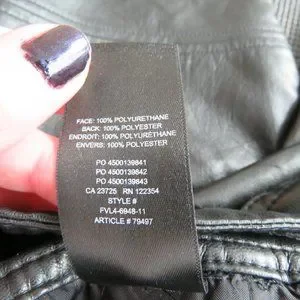 FACE: 100% POLYURETHANE
BACK: 100% POLYESTER
ENDROIT: 100% POLYURÉTHANE
ENVERS: 100% POLYESTER
PO 4500139841
PO 4500139842
PO 4500139843
CA 23725 RN 122354
STYLE #
FVL4-6948-11
ARTICLE # 79497